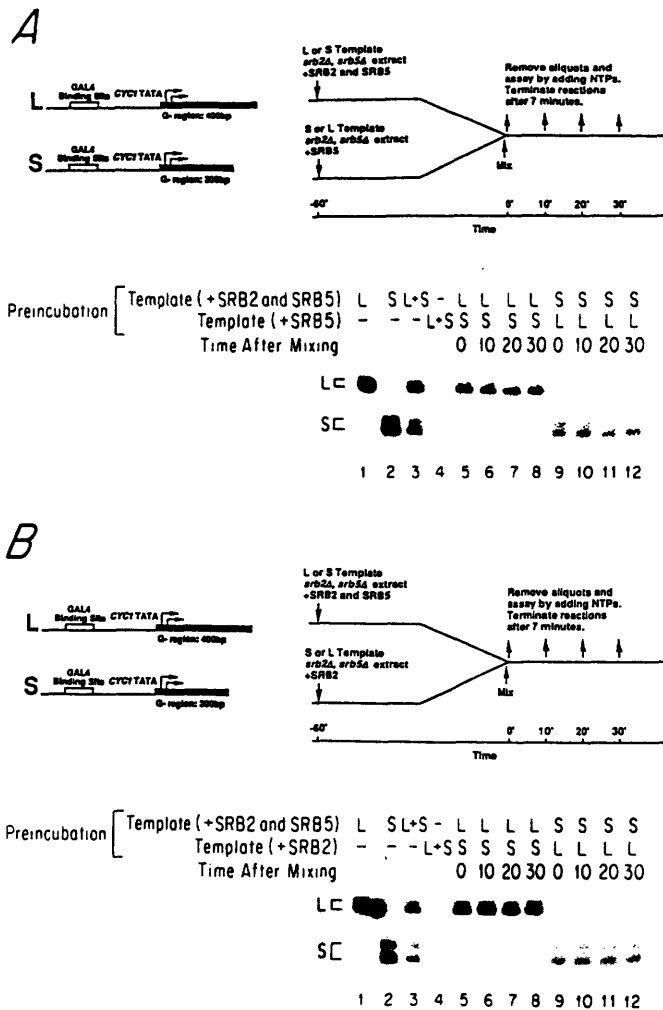 A
GAL4
Binding Site CYC1 TATA
L
G- region: 400bp
GAL4
Binding Site CYC1 TATA
S
G- region: 300bp
L or S Template
srb2Δ, srb5Δ extract
+SRB2 and SRB5
S or L Template
srb2Δ, srb5Δ extract
+SRB5
Remove aliquots and
assay by adding NTPs.
Terminate reactions
after 7 minutes.
Mix
-60' 0' 10' 20' 30'
Time
Preincubation
Template (+SRB2 and SRB5) L S L+S - L L L L S S S S
Template (+SRB5) - - - L+S S S S S L L L L
Time After Mixing 0 10 20 30 0 10 20 30
L
S
1 2 3 4 5 6 7 8 9 10 11 12
B
GAL4
Binding Site CYC1 TATA
L
G- region: 400bp
GAL4
Binding Site CYC1 TATA
S
G- region: 300bp
L or S Template
srb2Δ, srb5Δ extract
+SRB2 and SRB5
S or L Template
srb2Δ, srb5Δ extract
+SRB2
Remove aliquots and
assay by adding NTPs.
Terminate reactions
after 7 minutes.
Mix
-60' 0' 10' 20' 30'
Time
Preincubation
Template (+SRB2 and SRB5) L S L+S - L L L L S S S S
Template (+SRB2) - - - L+S S S S S L L L L
Time After Mixing 0 10 20 30 0 10 20 30
L
S
1 2 3 4 5 6 7 8 9 10 11 12